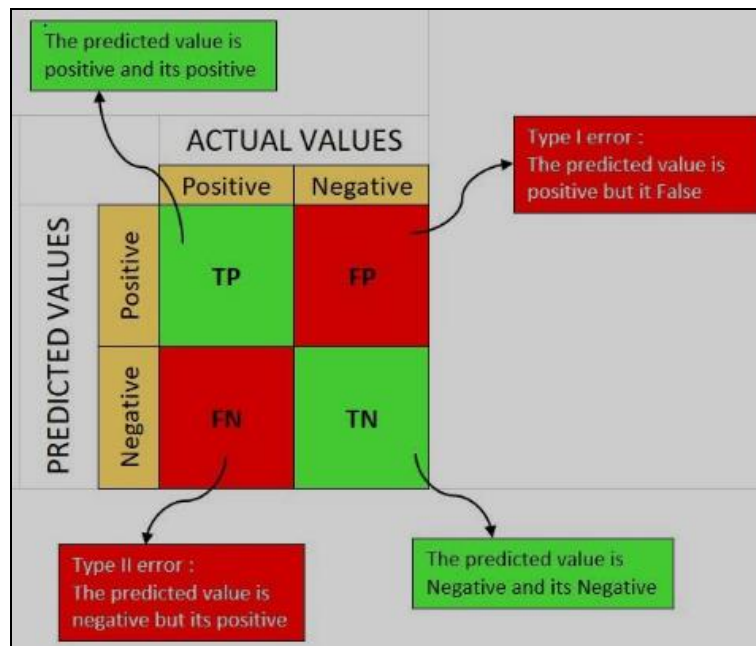 The predicted value is
positive and its positive
ACTUAL VALUES
Type I error :
The predicted value is
positive but it False
Positive
Negative
PREDICTED VALUES
Positive
TP
FP
Negative
FN
TN
Type II error :
The predicted value is
negative but its positive
The predicted value is
Negative and its Negative